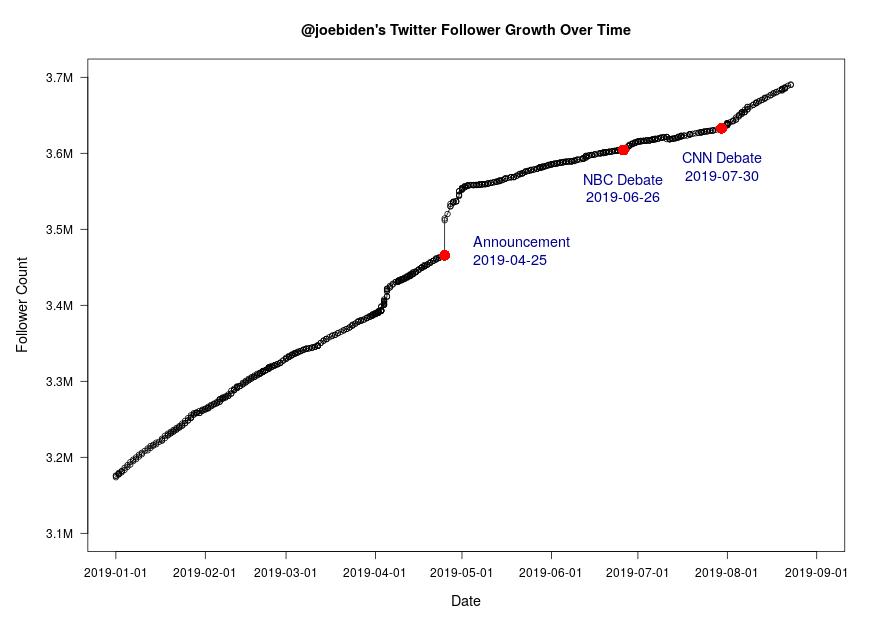 @joebiden's Twitter Follower Growth Over Time
3.7M
3.6M
3.5M
3.4M
3.3M
3.2M
3.1M
Follower Count
CNN Debate
2019-07-30
NBC Debate
2019-06-26
Announcement
2019-04-25
2019-01-01
2019-02-01
2019-03-01
2019-04-01
2019-05-01
2019-06-01
2019-07-01
2019-08-01
2019-09-01
Date